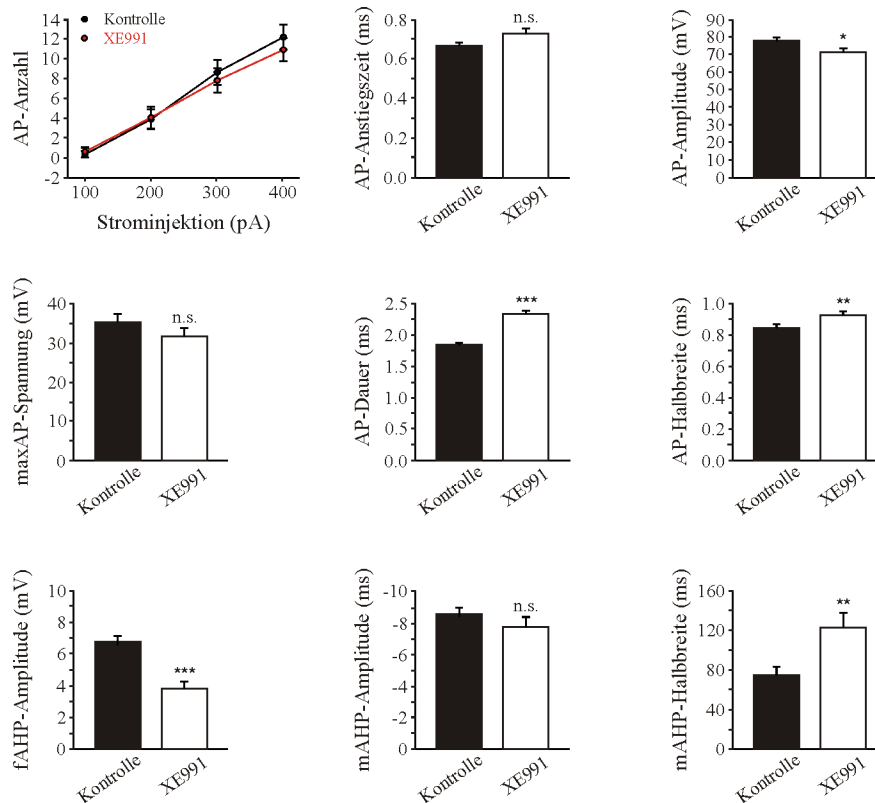 AP-Anzahl
14
12
10
8
6
4
2
0
-2
Kontrolle
XE991
100
200
300
400
Strominjektion (pA)
AP-Anstiegszeit (ms)
0.8
0.6
0.4
0.2
0.0
n.s.
Kontrolle
XE991
AP-Amplitude (mV)
90
80
70
60
50
40
30
20
10
0
*
Kontrolle
XE991
maxAP-Spannung (mV)
40
30
30
10
0
n.s.
Kontrolle
XE991
AP-Dauer (ms)
2.5
2.0
1.5
1.0
0.5
0.0
***
Kontrolle
XE991
AP-Halbbreite (ms)
1.0
0.8
0.6
0.4
0.2
0.0
**
Kontrolle
XE991
fAHP-Amplitude (mV)
10
8
6
4
2
0
***
Kontrolle
XE991
mAHP-Amplitude (ms)
-10
-8
-6
-4
-2
0
n.s.
Kontrolle
XE991
mAHP-Halbbreite (ms)
160
120
80
40
0
**
Kontrolle
XE991